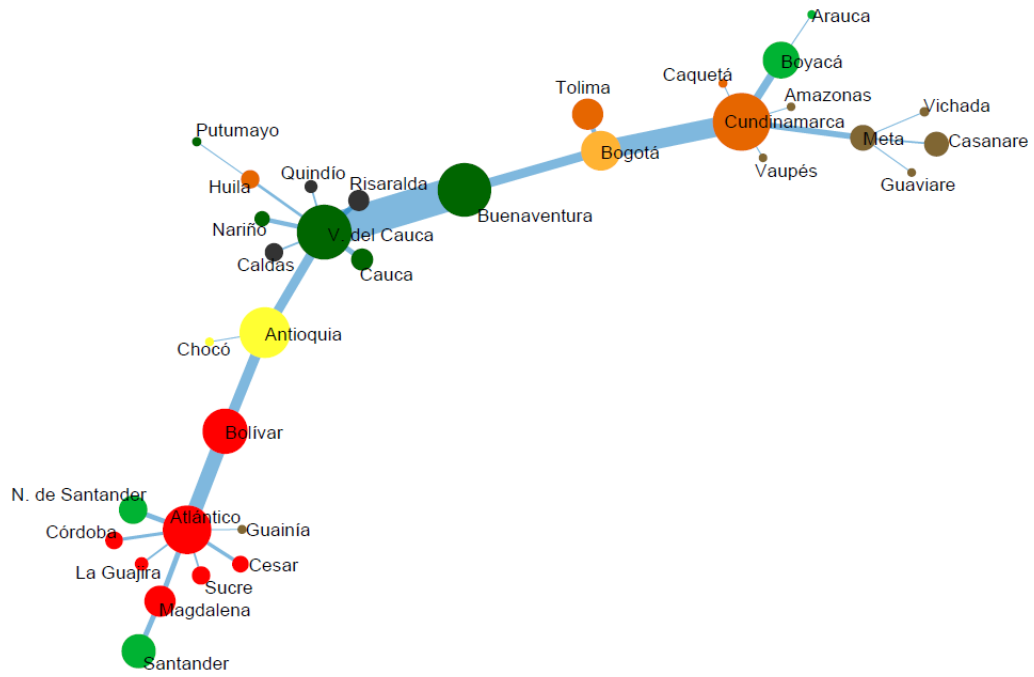 Arauca
Boyacá
Caquetá
Tolima
Amazonas
Vichada
Cundinamarca
Putumayo
Meta
Casanare
Bogotá
Quindío
Vaupés
Risaralda
Huila
Guaviare
Buenaventura
Nariño
V. del Cauca
Caldas
Cauca
Antioquia
Chocó
Bolívar
N. de Santander
Atlántico
Guainía
Córdoba
Cesar
La Guajira
Sucre
Magdalena
Santander